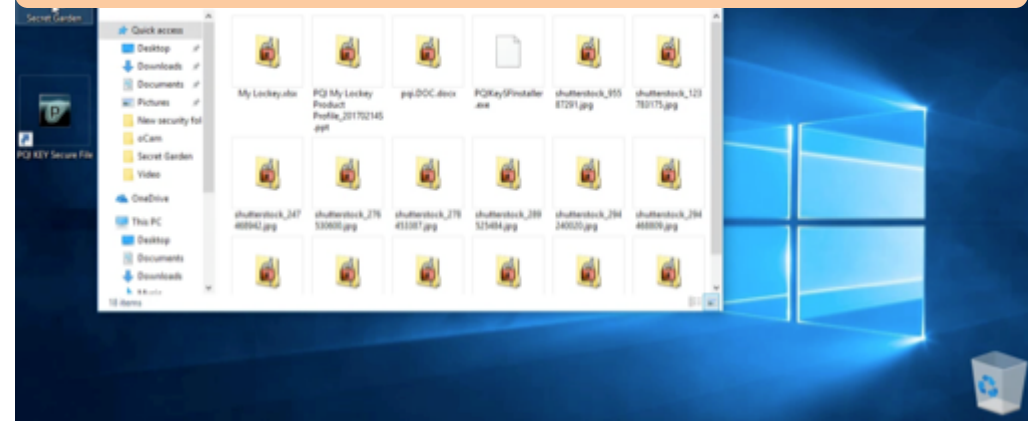 Secret Garden
PQI KEY Secure File
Quick access
Desktop
Downloads
Documents
Pictures
New security fol
oCam
Secret Garden
Video
OneDrive
This PC
Desktop
Documents
Downloads
Music
18 items
My Lockey.xlsx
PQI My Lockey
Product
Profile_201702145
.ppt
pqi.DOC.docx
PQIKeySFinstaller
.exe
shutterstock_955
87291.jpg
shutterstock_123
783175.jpg
shutterstock_247
468942.jpg
shutterstock_276
530600.jpg
shutterstock_278
453387.jpg
shutterstock_289
525484.jpg
shutterstock_294
240020.jpg
shutterstock_294
468809.jpg